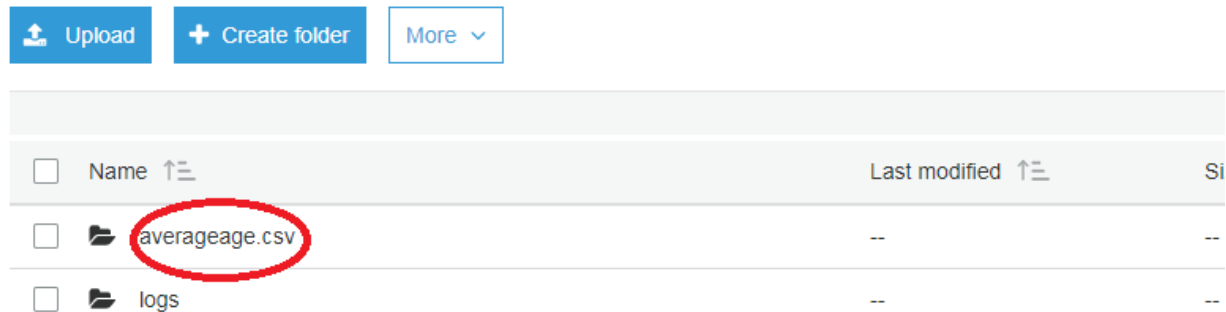 Upload Create folder More
Name Last modified Si
averageage.csv -- --
logs -- --